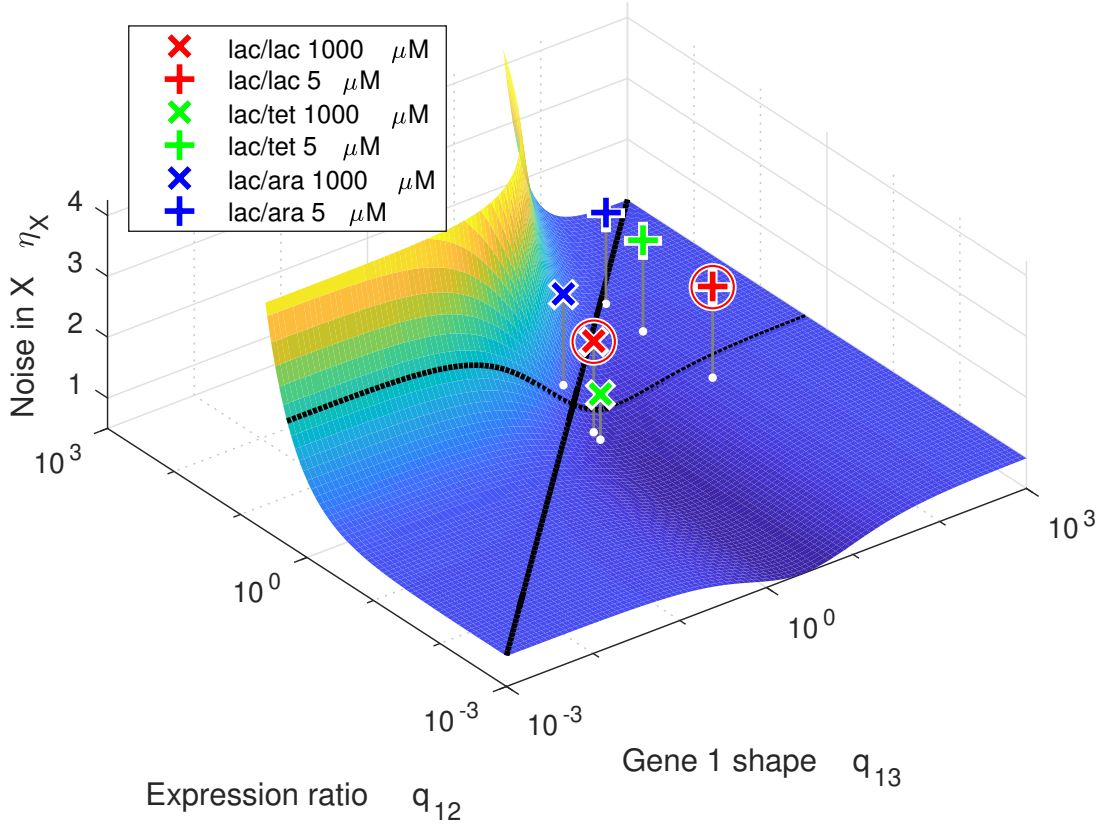 lac/lac 1000 μM
lac/lac 5 μM
lac/tet 1000 μM
lac/tet 5 μM
lac/ara 1000 μM
lac/ara 5 μM
Noise in X η_X
4
3
2
1
10^3
10^0
10^-3
10^-3
10^0
10^3
Gene 1 shape q_13
Expression ratio q_12